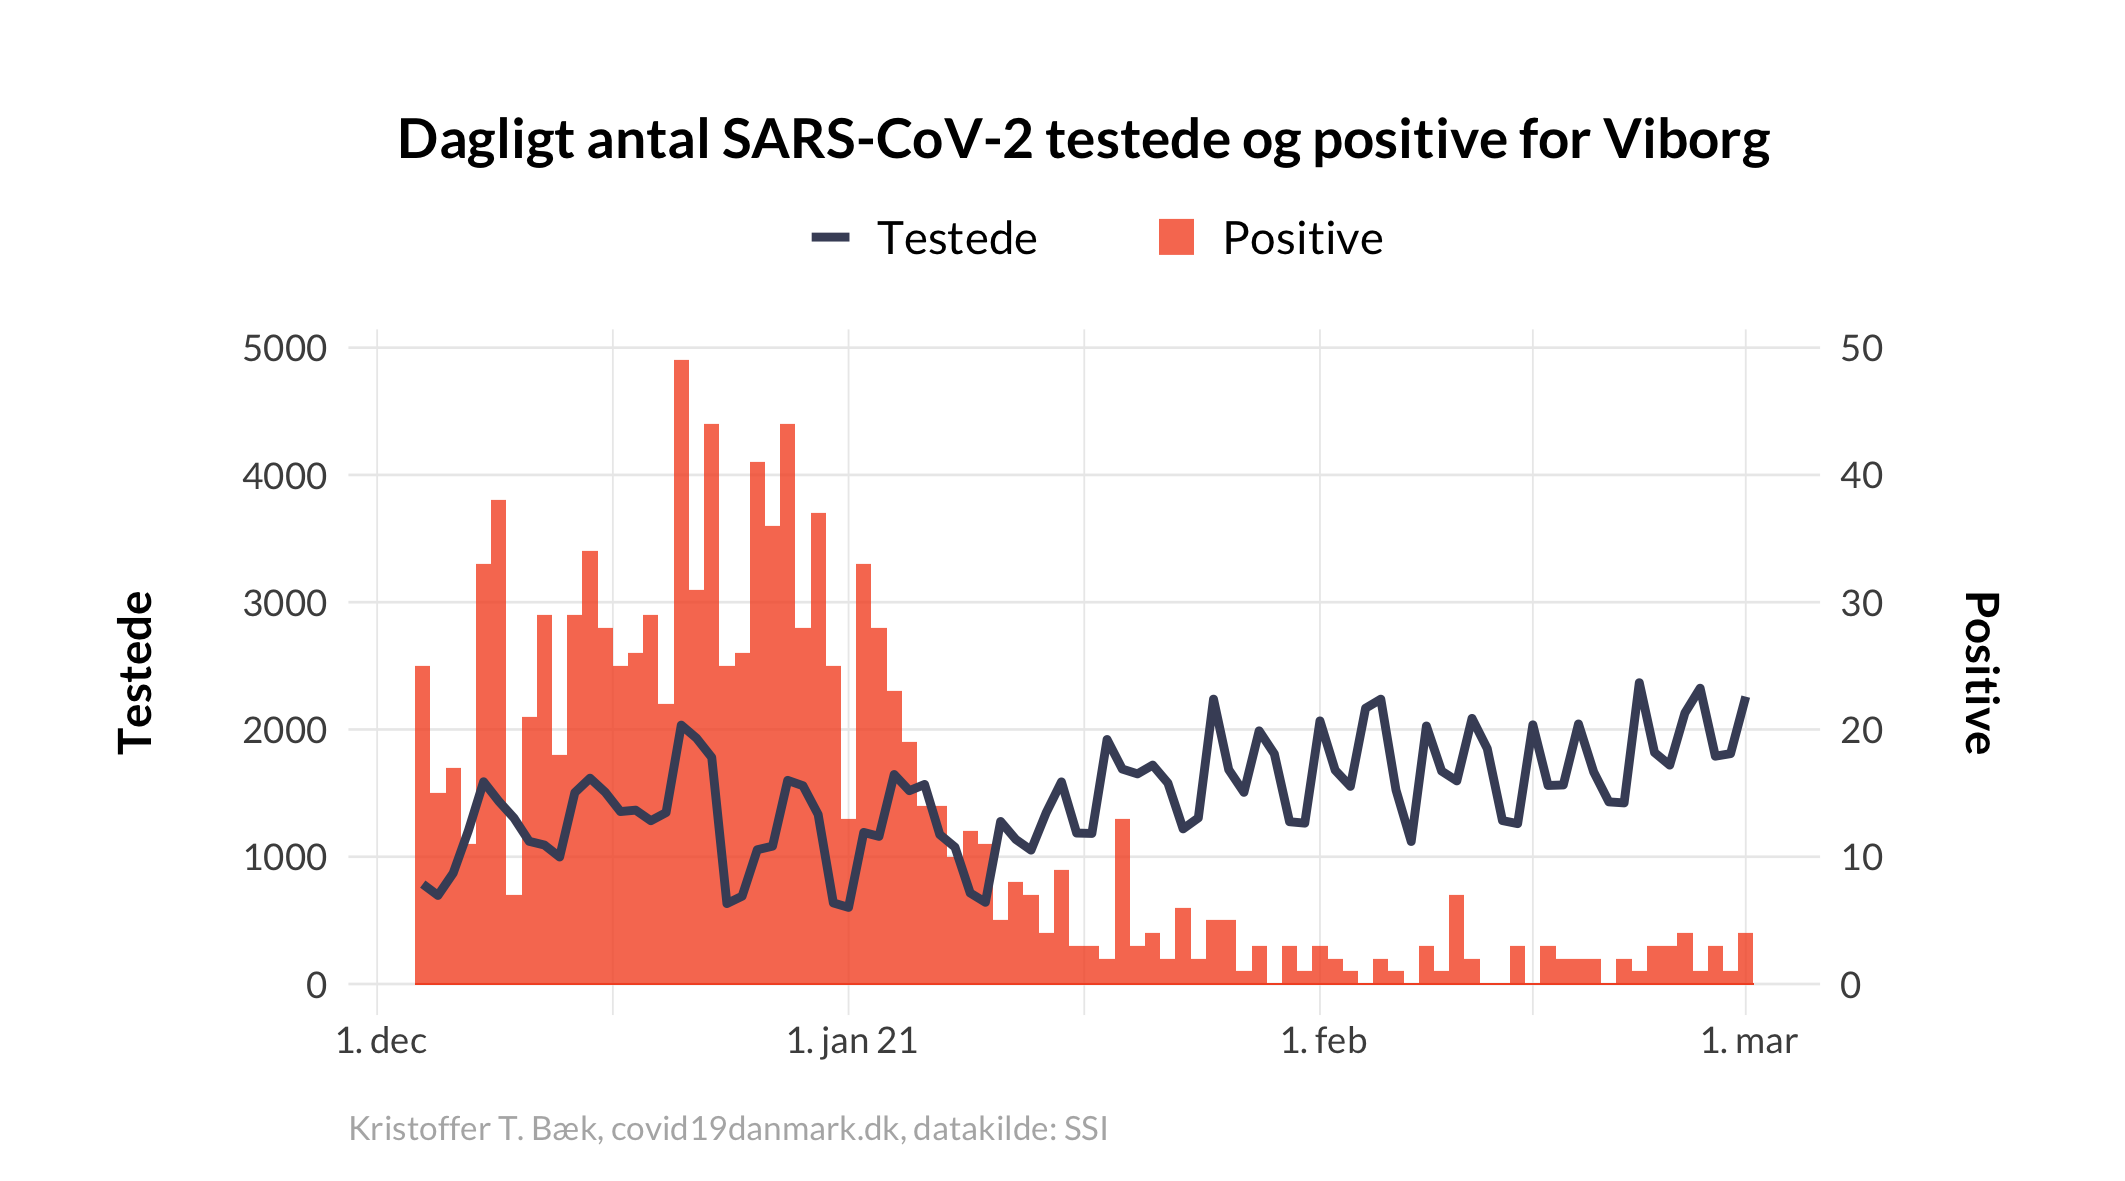 Dagligt antal SARS-CoV-2 testede og positive for Viborg
Testede
Positive
5000
4000
3000
2000
1000
0
Testede
50
40
30
20
10
0
Positive
1. dec
1. jan 21
1. feb
1. mar
Kristoffer T. Bæk, covid19danmark.dk, datakilde: SSI